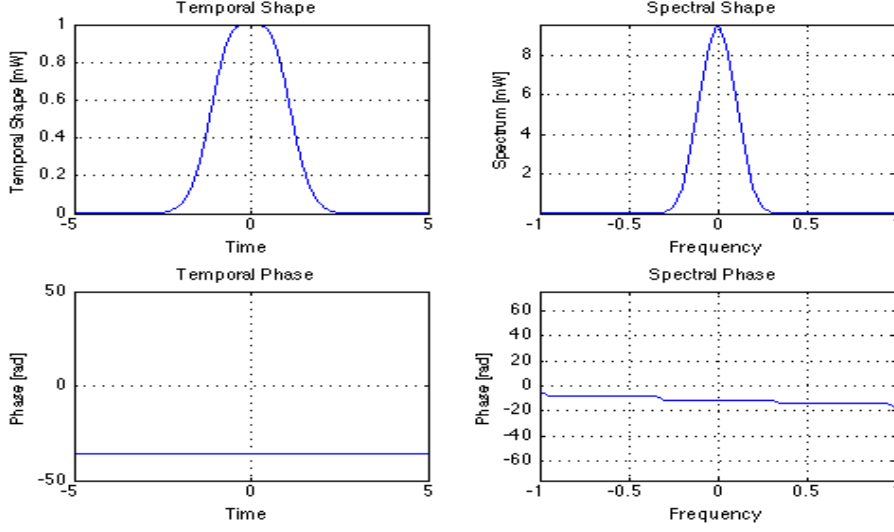 Temporal Shape
Temporal Shape [mW]
1
0.8
0.6
0.4
0.2
0
-5
0
5
Time
Spectral Shape
Spectrum [mW]
8
6
4
2
-1
-0.5
0
0.5
Frequency
Temporal Phase
Phase [rad]
50
0
-50
-5
0
5
Time
Spectral Phase
Phase [rad]
60
40
20
0
-20
-40
-60
-1
-0.5
0
0.5
Frequency